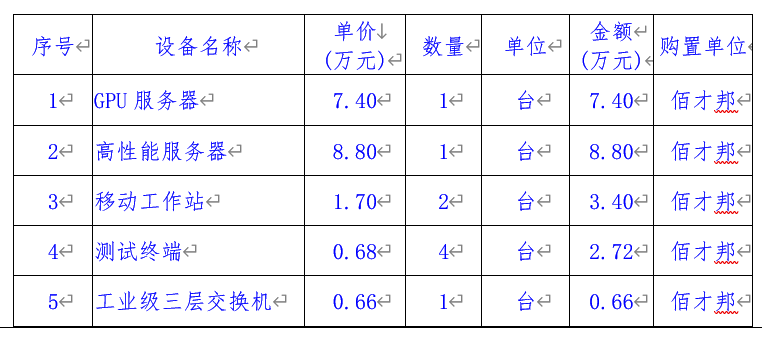 序号 设备名称 单价 (万元) 数量 单位 金额 (万元) 购置单位
1 GPU 服务器 7.40 1 台 7.40 佰才邦
2 高性能服务器 8.80 1 台 8.80 佰才邦
3 移动工作站 1.70 2 台 3.40 佰才邦
4 测试终端 0.68 4 台 2.72 佰才邦
5 工业级三层交换机 0.66 1 台 0.66 佰才邦